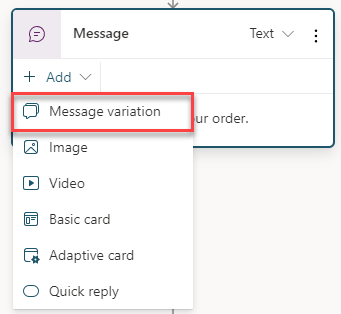 Message Text
+ Add
Message variation
ur order.
Image
Video
Basic card
Adaptive card
Quick reply